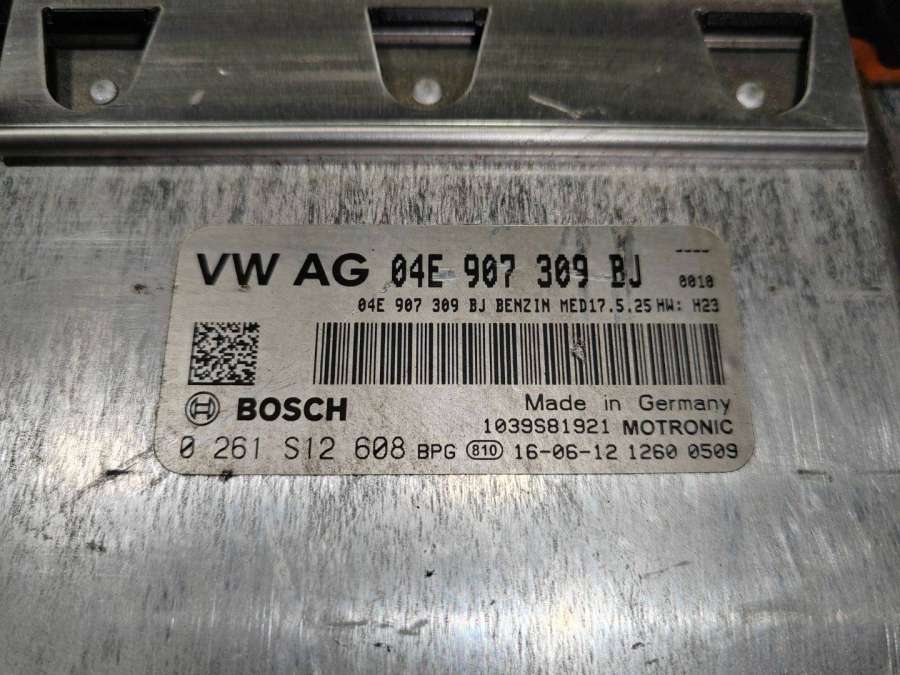 VW AG 04E 907 309 BJ ----
0010
04E 907 309 BJ BENZIN MED17.5.25 HW: H23
BOSCH
Made in Germany
1039S81921 MOTRONIC
0 261 S12 608 BPG 810 16-06-12 1260 0509